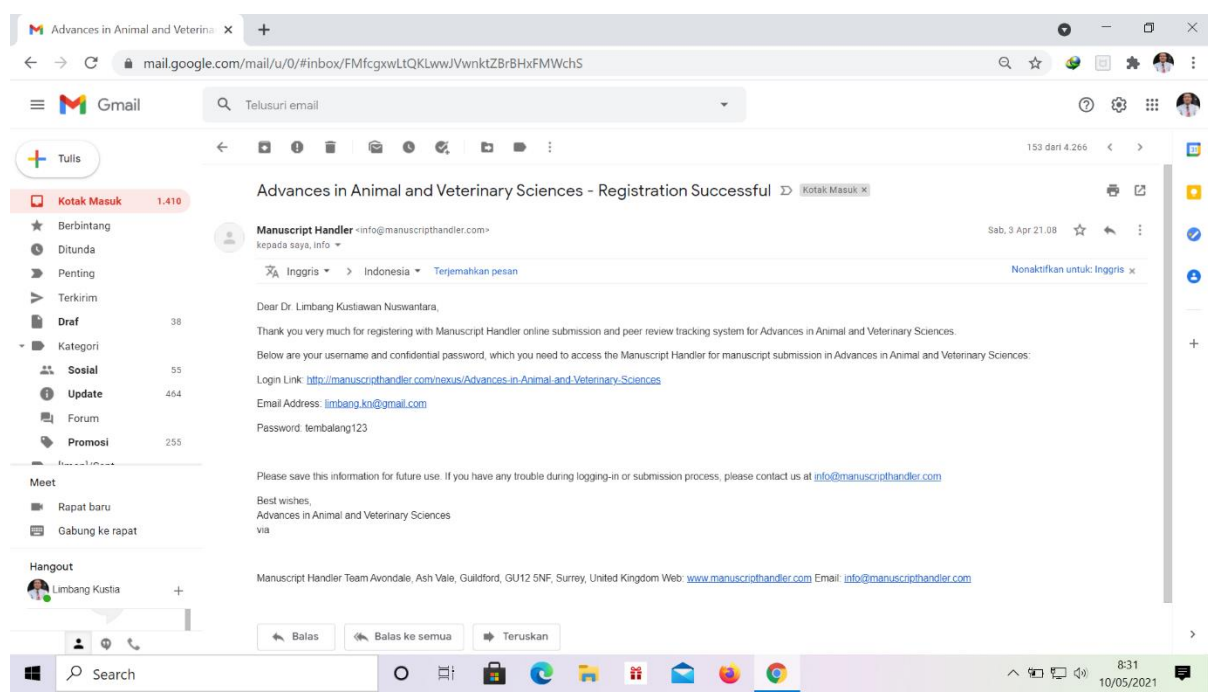 Advances in Animal and Veterina
mail.google.com/mail/u/0/#inbox/FMfcgxwLtQKLwwJVwnktZBrBHxFMWchS
Gmail
Telusuri email
Tulis
153 dari 4.266
Kotak Masuk 1.410
Berbintang
Ditunda
Penting
Terkirim
Draf 38
Kategori
Sosial 55
Update 464
Forum
Promosi 255
Meet
Rapat baru
Gabung ke rapat
Hangout
Limbang Kustia
Advances in Animal and Veterinary Sciences - Registration Successful Kotak Masuk ×
Manuscript Handler <info@manuscripthandler.com> Sab, 3 Apr 21.08
kepada saya, info
Inggris > Indonesia Terjemahkan pesan Nonaktifkan untuk: Inggris ×
Dear Dr. Limbang Kustiawan Nuswantara,
Thank you very much for registering with Manuscript Handler online submission and peer review tracking system for Advances in Animal and Veterinary Sciences.
Below are your username and confidential password, which you need to access the Manuscript Handler for manuscript submission in Advances in Animal and Veterinary Sciences:
Login Link: http://manuscripthandler.com/nexus/Advances-in-Animal-and-Veterinary-Sciences
Email Address: limbang.kn@gmail.com
Password: tembalang123
Please save this information for future use. If you have any trouble during logging-in or submission process, please contact us at info@manuscripthandler.com
Best wishes,
Advances in Animal and Veterinary Sciences
via
Manuscript Handler Team Avondale, Ash Vale, Guildford, GU12 5NF, Surrey, United Kingdom Web: www.manuscripthandler.com Email: info@manuscripthandler.com
Balas
Balas ke semua
Teruskan
Search
8:31
10/05/2021